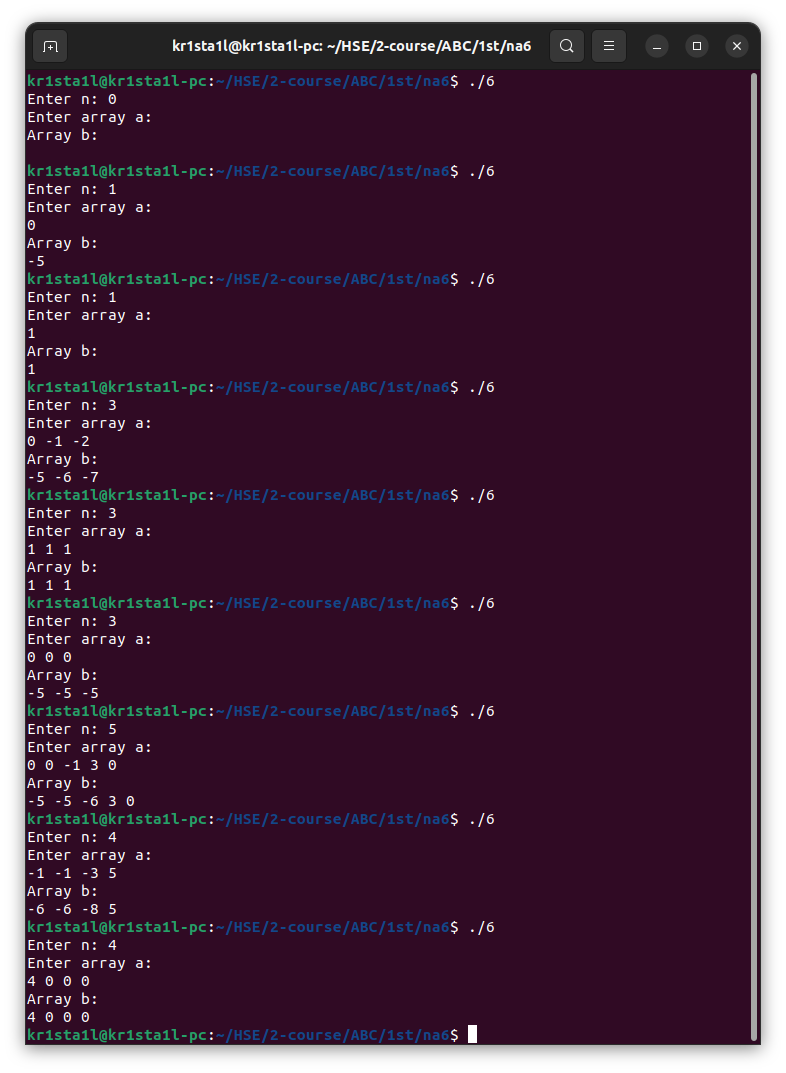 kr1sta1l@kr1sta1l-pc: ~/HSE/2-course/ABC/1st/na6
kr1sta1l@kr1sta1l-pc:~/HSE/2-course/ABC/1st/na6$ ./6
Enter n: 0
Enter array a:
Array b:
kr1sta1l@kr1sta1l-pc:~/HSE/2-course/ABC/1st/na6$ ./6
Enter n: 1
Enter array a:
0
Array b:
-5
kr1sta1l@kr1sta1l-pc:~/HSE/2-course/ABC/1st/na6$ ./6
Enter n: 1
Enter array a:
1
Array b:
1
kr1sta1l@kr1sta1l-pc:~/HSE/2-course/ABC/1st/na6$ ./6
Enter n: 3
Enter array a:
0 -1 -2
Array b:
-5 -6 -7
kr1sta1l@kr1sta1l-pc:~/HSE/2-course/ABC/1st/na6$ ./6
Enter n: 3
Enter array a:
1 1 1
Array b:
1 1 1
kr1sta1l@kr1sta1l-pc:~/HSE/2-course/ABC/1st/na6$ ./6
Enter n: 3
Enter array a:
0 0 0
Array b:
-5 -5 -5
kr1sta1l@kr1sta1l-pc:~/HSE/2-course/ABC/1st/na6$ ./6
Enter n: 5
Enter array a:
0 0 -1 3 0
Array b:
-5 -5 -6 3 0
kr1sta1l@kr1sta1l-pc:~/HSE/2-course/ABC/1st/na6$ ./6
Enter n: 4
Enter array a:
-1 -1 -3 5
Array b:
-6 -6 -8 5
kr1sta1l@kr1sta1l-pc:~/HSE/2-course/ABC/1st/na6$ ./6
Enter n: 4
Enter array a:
4 0 0 0
Array b:
4 0 0 0
kr1sta1l@kr1sta1l-pc:~/HSE/2-course/ABC/1st/na6$